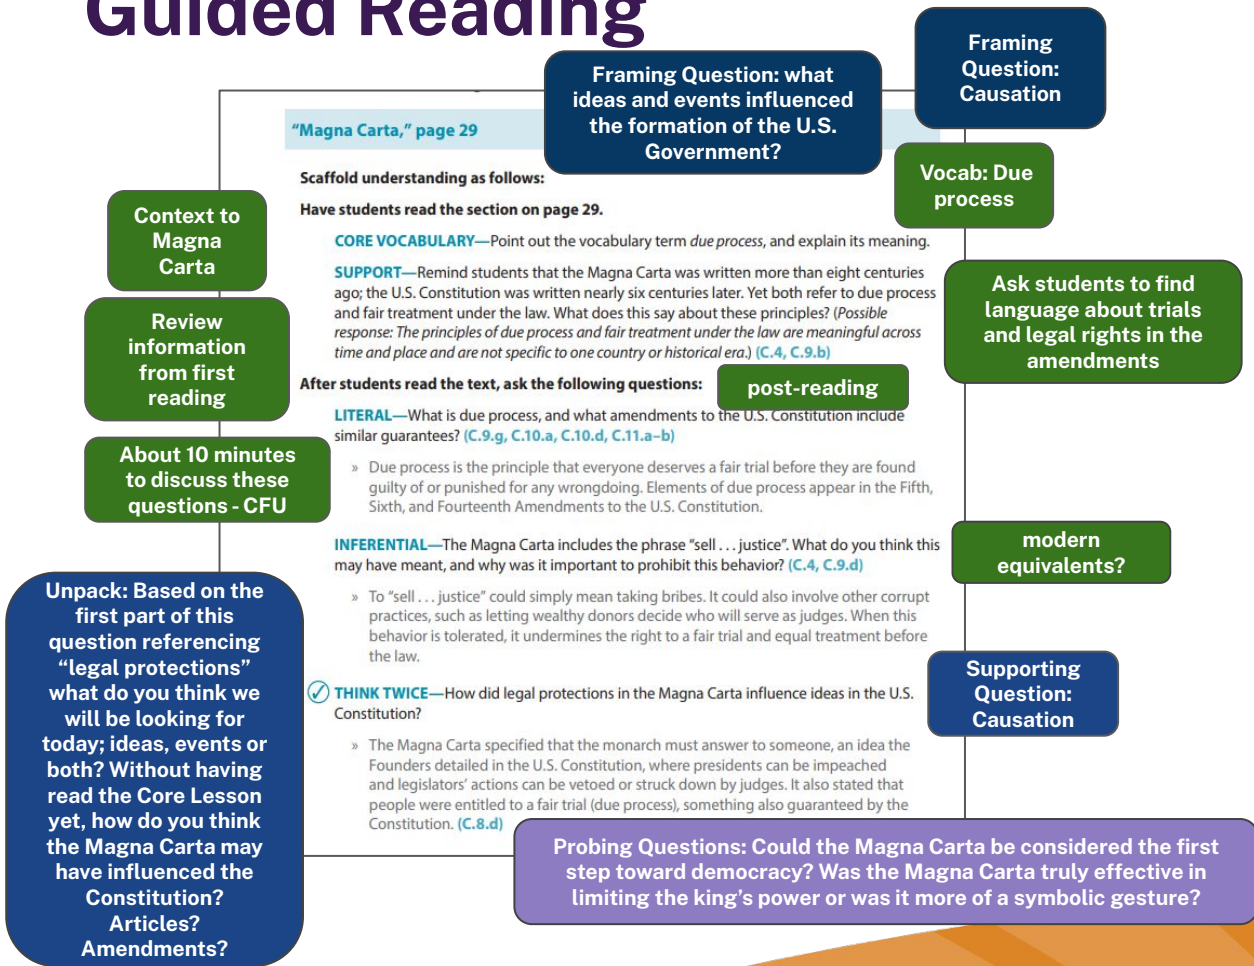 Guided Reading
Framing
Question:
Causation
Framing Question: what
ideas and events influenced
the formation of the U.S.
Government?
“Magna Carta,” page 29
Vocab: Due
process
Scaffold understanding as follows:
Context to
Magna
Carta
Have students read the section on page 29.
CORE VOCABULARY—Point out the vocabulary term due process, and explain its meaning.
SUPPORT—Remind students that the Magna Carta was written more than eight centuries
ago; the U.S. Constitution was written nearly six centuries later. Yet both refer to due process
and fair treatment under the law. What does this say about these principles? (Possible
response: The principles of due process and fair treatment under the law are meaningful across
time and place and are not specific to one country or historical era.) (C.4, C.9.b)
Ask students to find
language about trials
and legal rights in the
amendments
Review
information
from first
reading
After students read the text, ask the following questions:
post-reading
LITERAL—What is due process, and what amendments to the U.S. Constitution include
similar guarantees? (C.9.g, C.10.a, C.10.d, C.11.a–b)
About 10 minutes
to discuss these
questions - CFU
» Due process is the principle that everyone deserves a fair trial before they are found
guilty of or punished for any wrongdoing. Elements of due process appear in the Fifth,
Sixth, and Fourteenth Amendments to the U.S. Constitution.
INFERENTIAL—The Magna Carta includes the phrase “sell . . . justice”. What do you think this
may have meant, and why was it important to prohibit this behavior? (C.4, C.9.d)
modern
equivalents?
» To “sell . . . justice” could simply mean taking bribes. It could also involve other corrupt
practices, such as letting wealthy donors decide who will serve as judges. When this
behavior is tolerated, it undermines the right to a fair trial and equal treatment before
the law.
Unpack: Based on the
first part of this
question referencing
“legal protections”
what do you think we
will be looking for
today; ideas, events or
both? Without having
read the Core Lesson
yet, how do you think
the Magna Carta may
have influenced the
Constitution?
Articles?
Amendments?
THINK TWICE—How did legal protections in the Magna Carta influence ideas in the U.S.
Constitution?
Supporting
Question:
Causation
» The Magna Carta specified that the monarch must answer to someone, an idea the
Founders detailed in the U.S. Constitution, where presidents can be impeached
and legislators’ actions can be vetoed or struck down by judges. It also stated that
people were entitled to a fair trial (due process), something also guaranteed by the
Constitution. (C.8.d)
Probing Questions: Could the Magna Carta be considered the first
step toward democracy? Was the Magna Carta truly effective in
limiting the king’s power or was it more of a symbolic gesture?